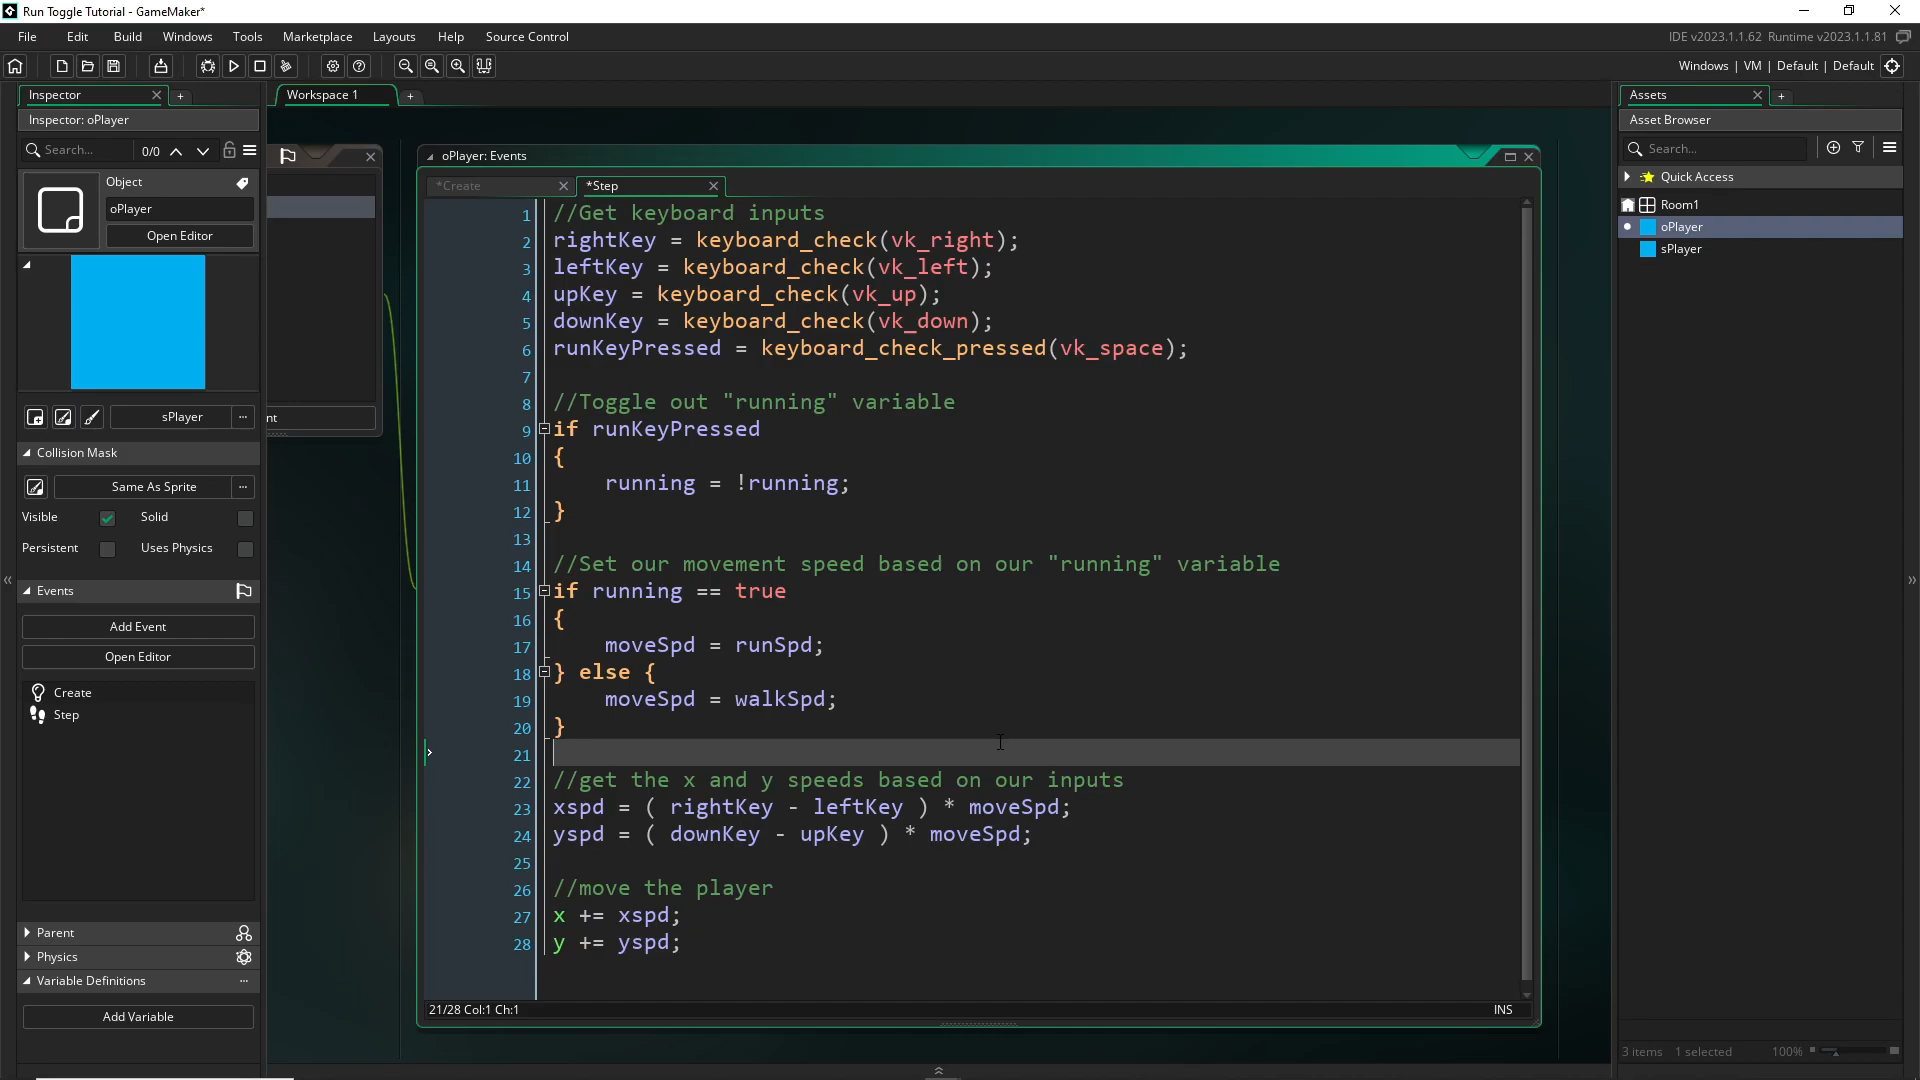 Run Toggle Tutorial - GameMaker*
File Edit Build Windows Tools Marketplace Layouts Help Source Control
IDE v2023.1.1.62 Runtime v2023.1.1.81
Windows | VM | Default | Default
Inspector
Inspector: oPlayer
Search...
0/0
Object
oPlayer
Open Editor
sPlayer
...
Collision Mask
Same As Sprite
...
Visible
Solid
Persistent
Uses Physics
Events
Add Event
Open Editor
Create
Step
Parent
Physics
Variable Definitions
...
Add Variable
Workspace 1
nt
oPlayer: Events
*Create
*Step
1 //Get keyboard inputs
2 rightKey = keyboard_check(vk_right);
3 leftKey = keyboard_check(vk_left);
4 upKey = keyboard_check(vk_up);
5 downKey = keyboard_check(vk_down);
6 runKeyPressed = keyboard_check_pressed(vk_space);
7
8 //Toggle out "running" variable
9 if runKeyPressed
10 {
11 running = !running;
12 }
13
14 //Set our movement speed based on our "running" variable
15 if running == true
16 {
17 moveSpd = runSpd;
18 } else {
19 moveSpd = walkSpd;
20 }
21
22 //get the x and y speeds based on our inputs
23 xspd = ( rightKey - leftKey ) * moveSpd;
24 yspd = ( downKey - upKey ) * moveSpd;
25
26 //move the player
27 x += xspd;
28 y += yspd;
21/28 Col:1 Ch:1
INS
Assets
Asset Browser
Search...
Quick Access
Room1
oPlayer
sPlayer
3 items 1 selected 100%